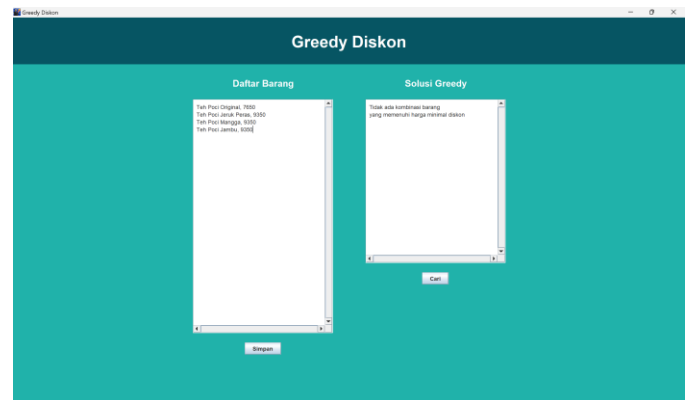 Greedy Diskon
Greedy Diskon
Daftar Barang
Solusi Greedy
Teh Poci Original, 7650
Teh Poci Jeruk Peras, 9350
Teh Poci Mangga, 9350
Teh Poci Jambu, 9350
Tidak ada kombinasi barang
yang memenuhi harga minimal diskon
Cari
Simpan